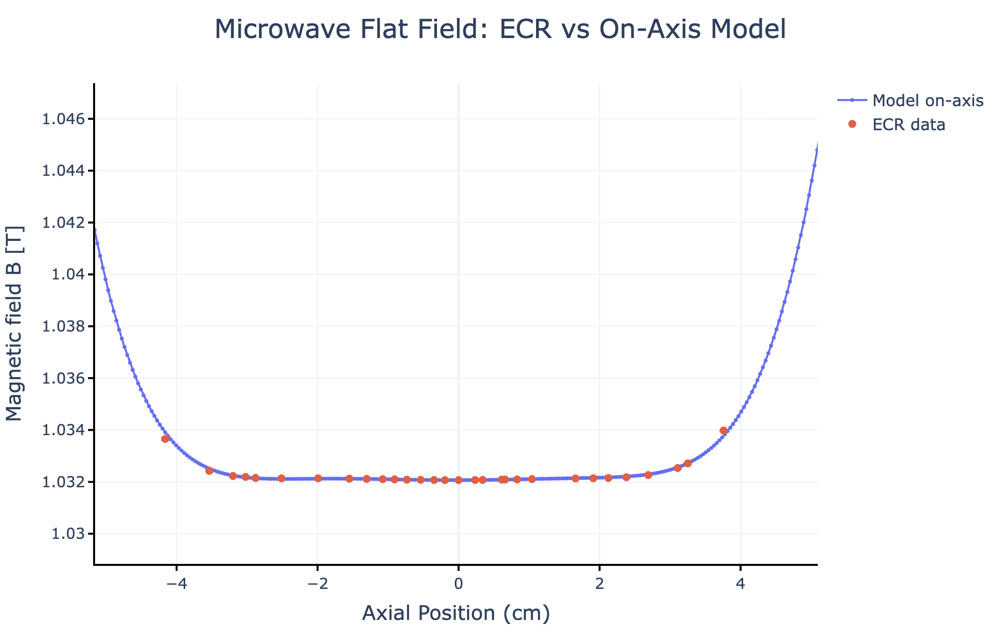 Microwave Flat Field: ECR vs On-Axis Model
Model on-axis
ECR data
Magnetic field B [T]
1.046
1.044
1.042
1.04
1.038
1.036
1.034
1.032
1.03
−4
−2
0
2
4
Axial Position (cm)